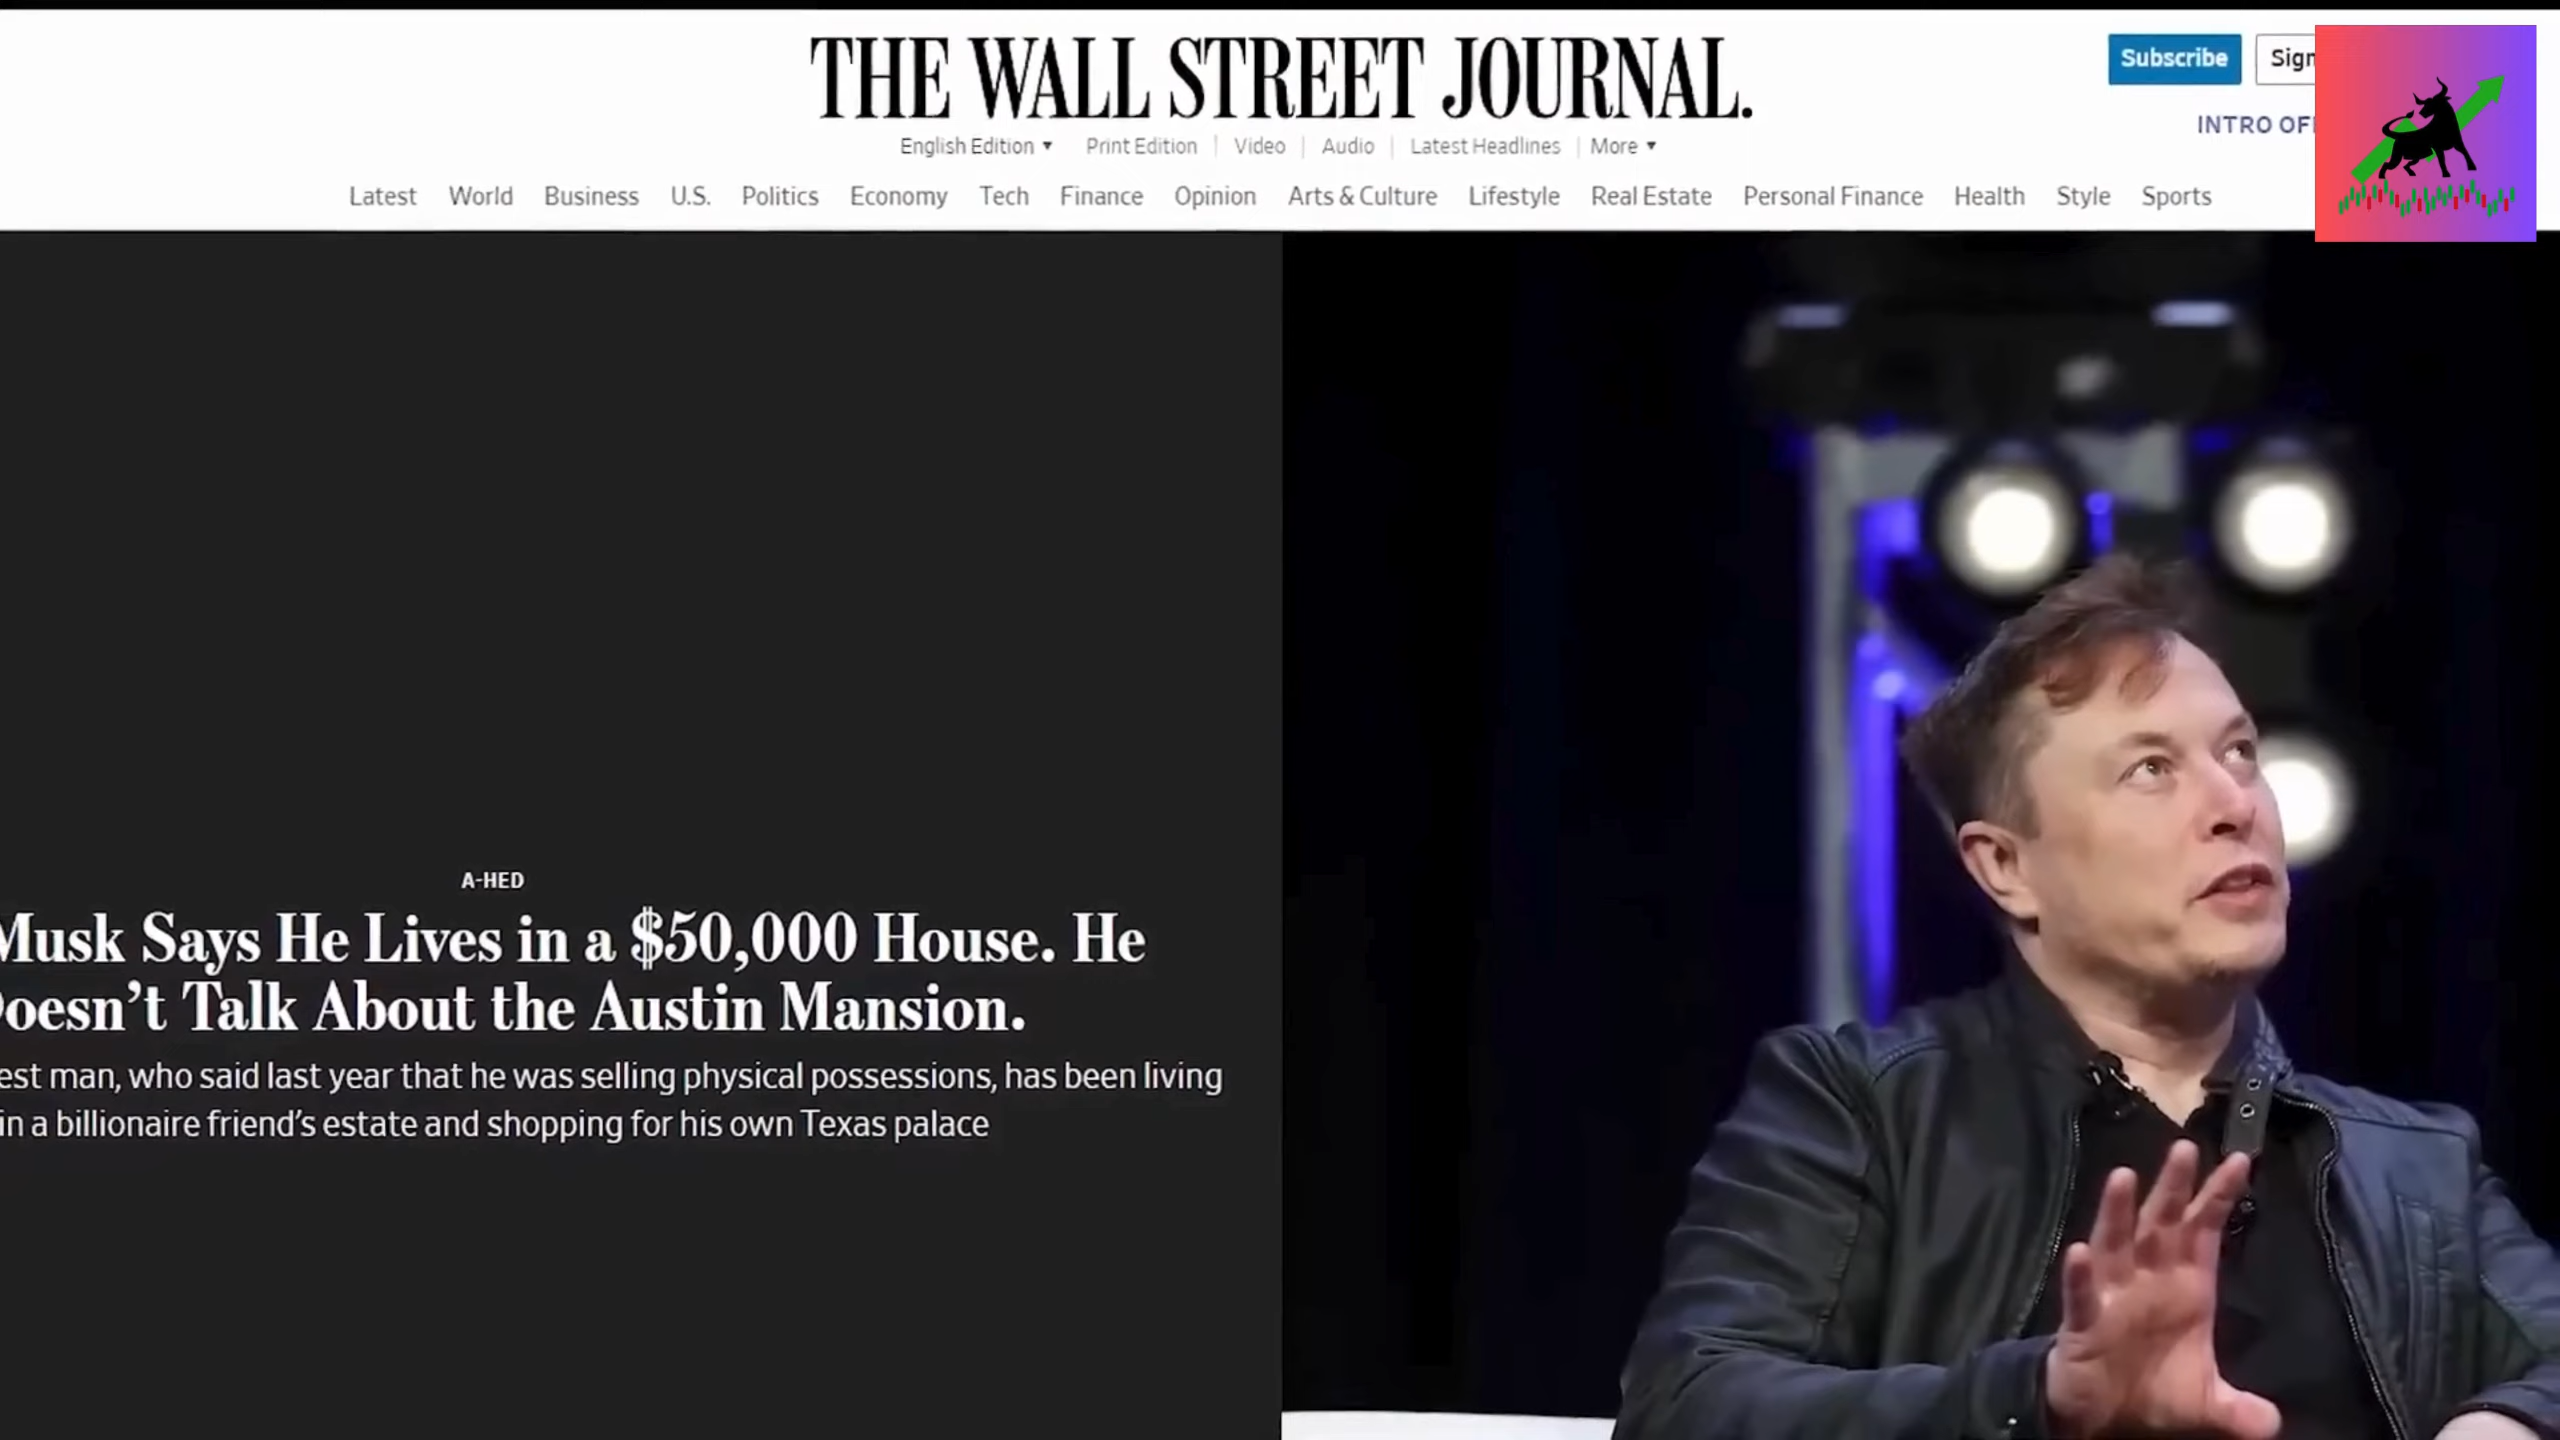 THE WALL STREET JOURNAL.
Subscribe
English Edition Print Edition Video Audio Latest Headlines More
INTRO
Latest World Business U.S. Politics Economy Tech Finance Opinion Arts & Culture Lifestyle Real Estate Personal Finance Health Style Sports
A-HED
Musk Says He Lives in a $50,000 House. He
Doesn't Talk About the Austin Mansion.
est man, who said last year that he was selling physical possessions, has been living
in a billionaire friend's estate and shopping for his own Texas palace